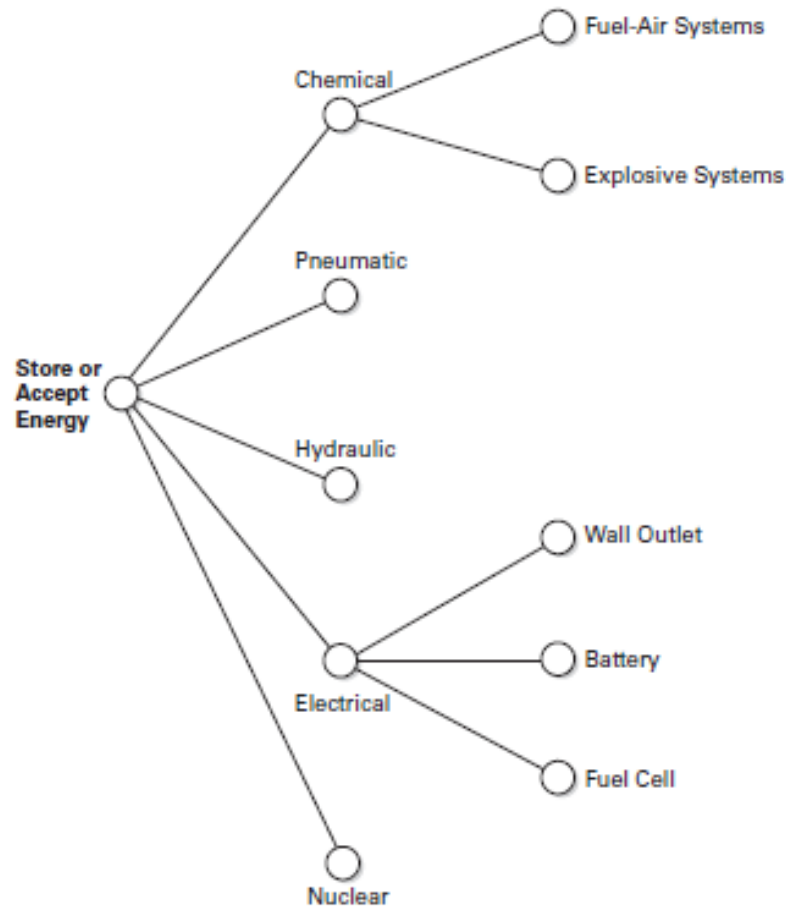 Fuel-Air Systems
Chemical
Explosive Systems
Pneumatic
Store or
Accept
Energy
Hydraulic
Wall Outlet
Battery
Electrical
Fuel Cell
Nuclear